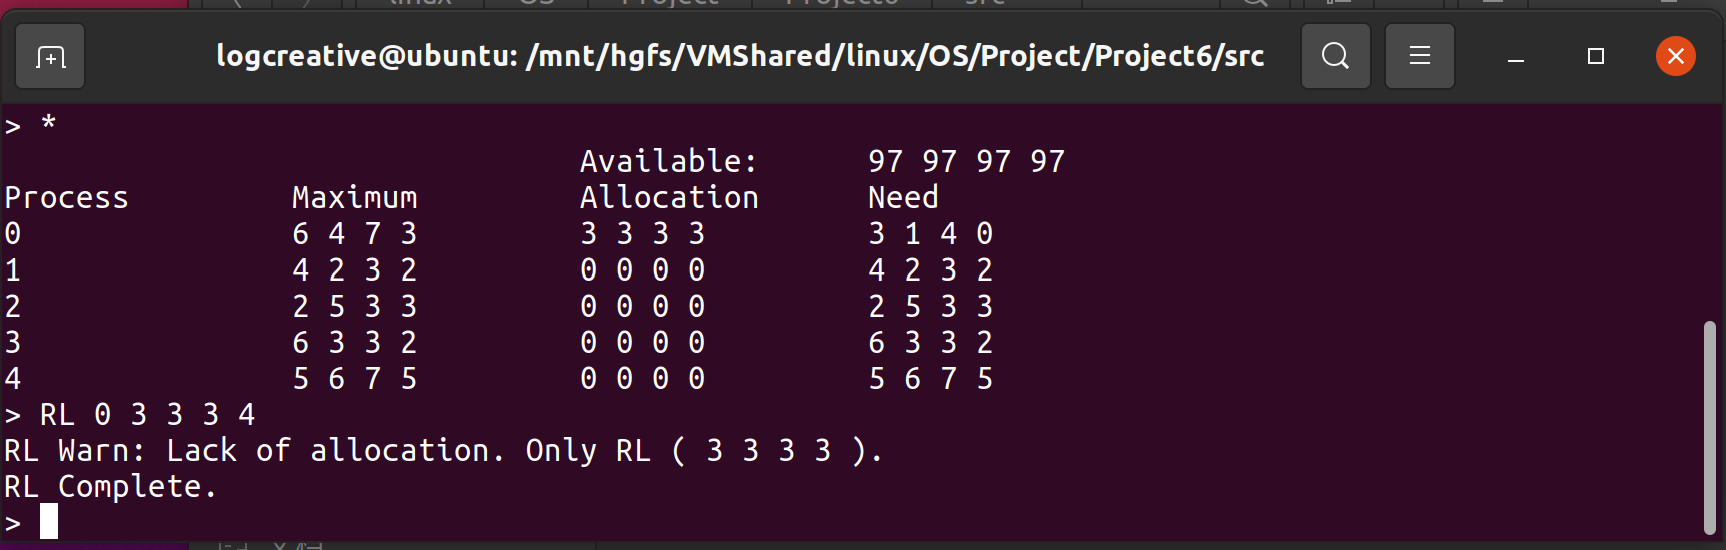 linux OS Project Project6 src
logcreative@ubuntu: /mnt/hgfs/VMShared/linux/OS/Project/Project6/src
> *
Available: 97 97 97 97
Process Maximum Allocation Need
0 6 4 7 3 3 3 3 3 3 1 4 0
1 4 2 3 2 0 0 0 0 4 2 3 2
2 2 5 3 3 0 0 0 0 2 5 3 3
3 6 3 3 2 0 0 0 0 6 3 3 2
4 5 6 7 5 0 0 0 0 5 6 7 5
> RL 0 3 3 3 4
RL Warn: Lack of allocation. Only RL ( 3 3 3 3 ).
RL Complete.
>